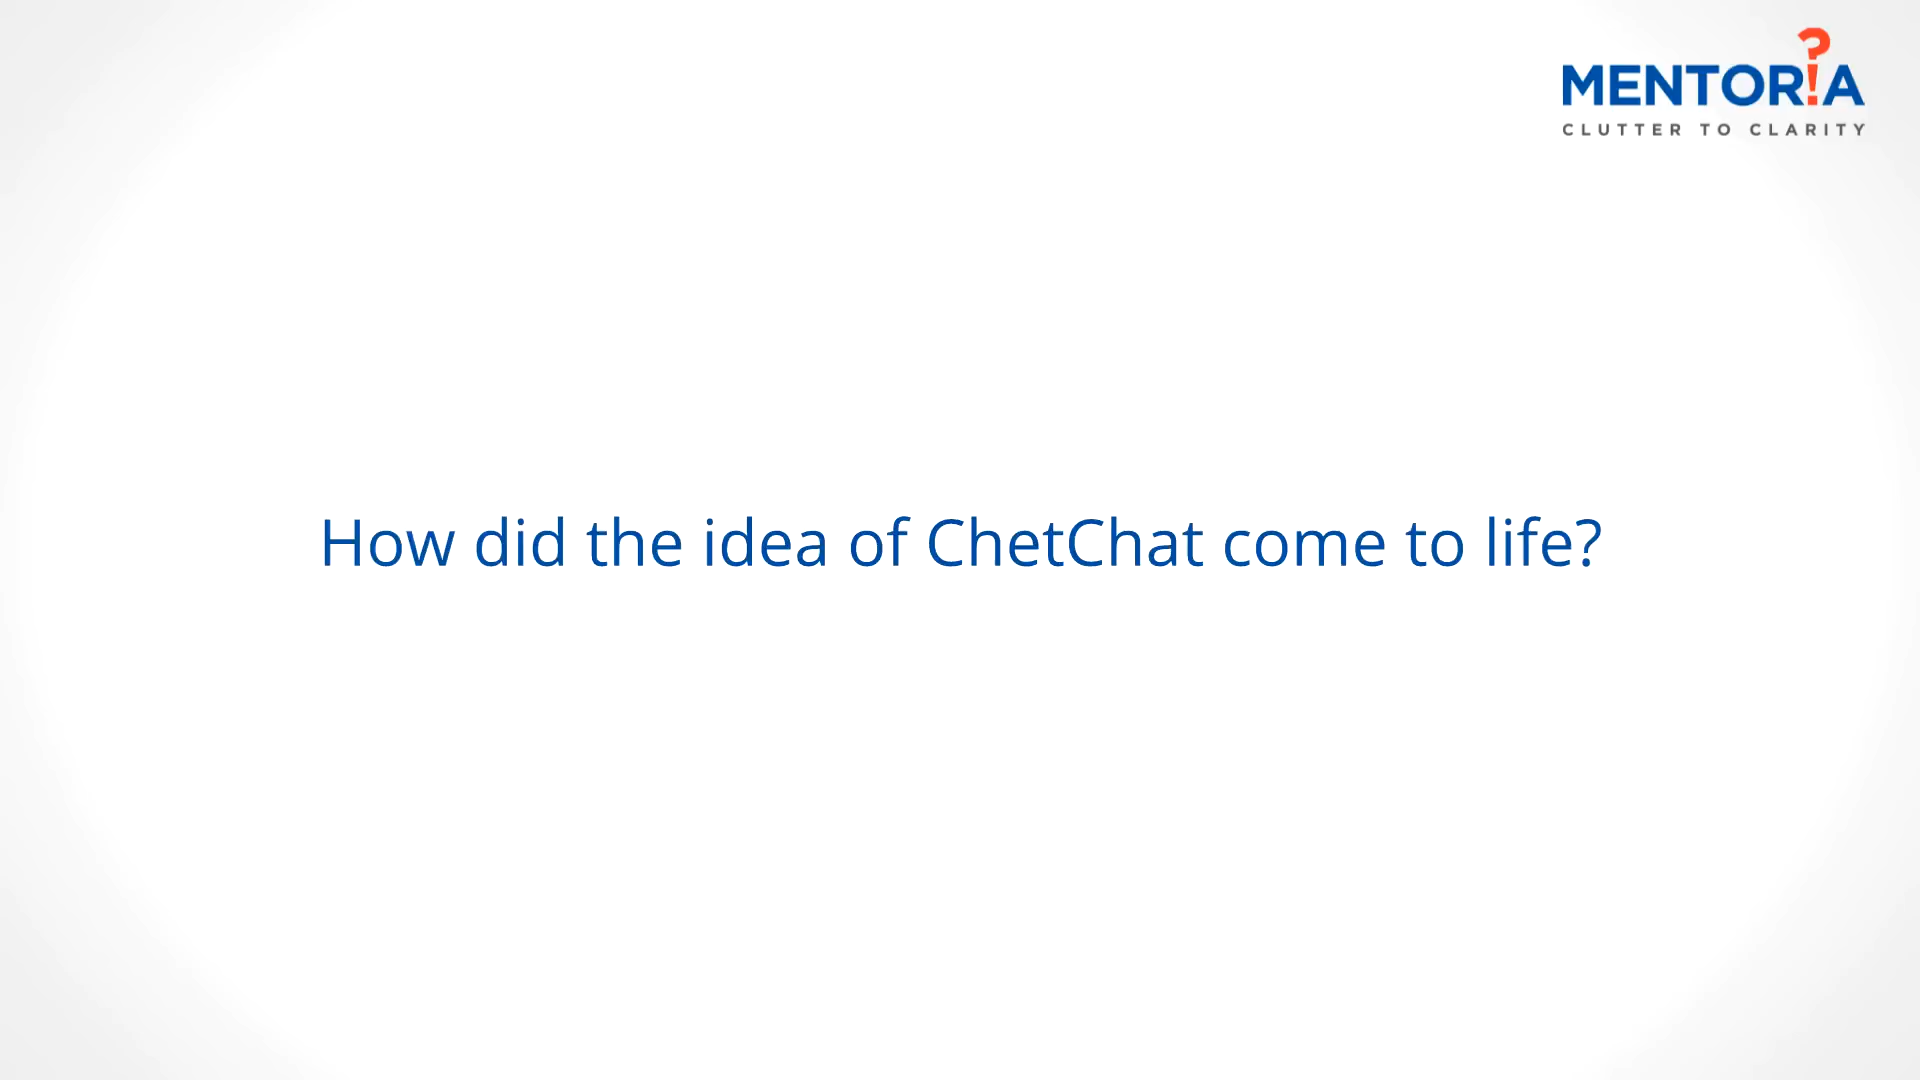 MENTOR!A
CLUTTER TO CLARITY
How did the idea of ChetChat come to life?